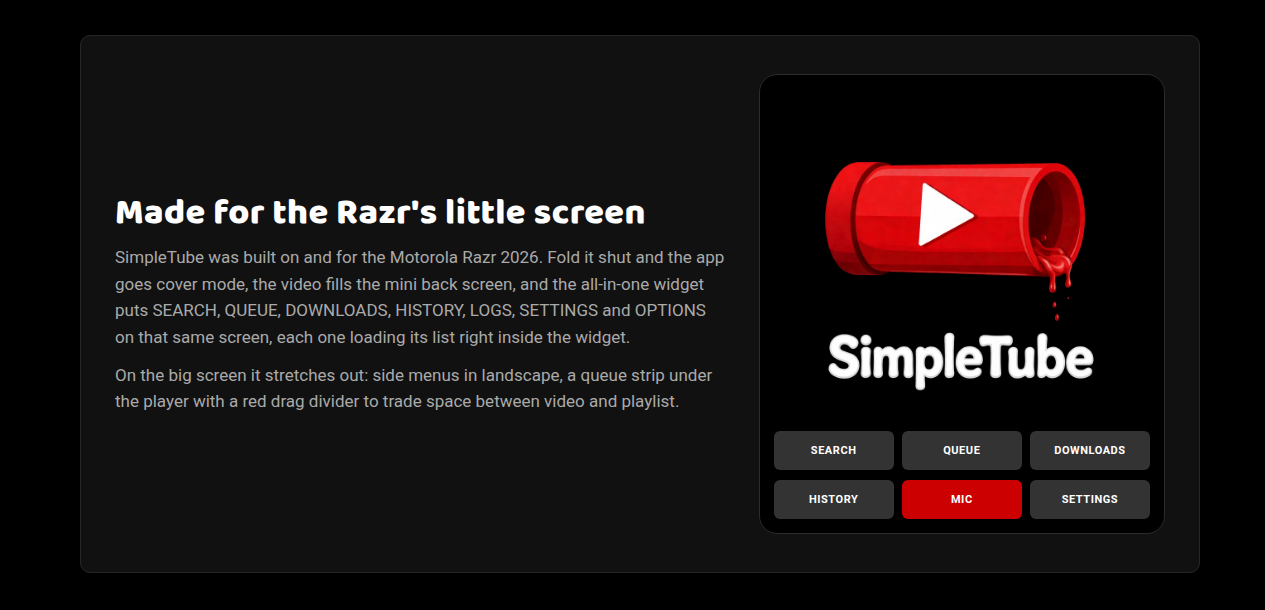 Made for the Razr's little screen
SimpleTube was built on and for the Motorola Razr 2026. Fold it shut and the app
goes cover mode, the video fills the mini back screen, and the all-in-one widget
puts SEARCH, QUEUE, DOWNLOADS, HISTORY, LOGS, SETTINGS and OPTIONS
on that same screen, each one loading its list right inside the widget.
On the big screen it stretches out: side menus in landscape, a queue strip under
the player with a red drag divider to trade space between video and playlist.
SimpleTube
SEARCH
QUEUE
DOWNLOADS
HISTORY
MIC
SETTINGS